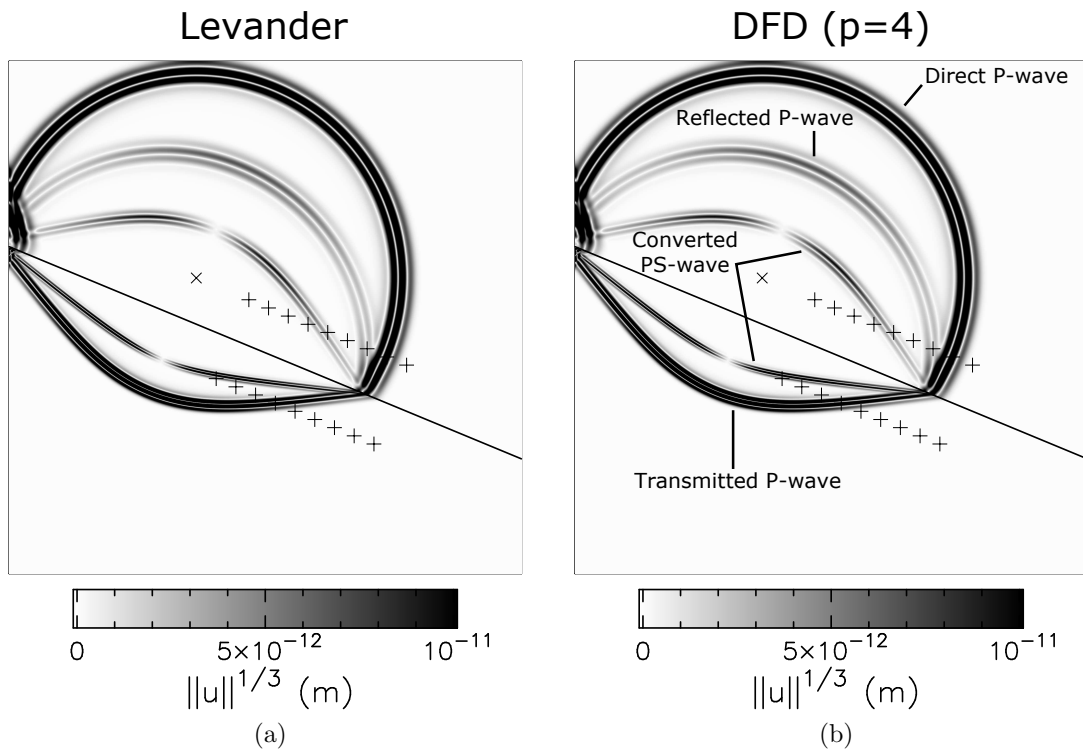 Levander
DFD (p=4)
Direct P-wave
Reflected P-wave
Converted
PS-wave
Transmitted P-wave
0
5×10⁻¹²
10⁻¹¹
||u||^1/3 (m)
(a)
0
5×10⁻¹²
10⁻¹¹
||u||^1/3 (m)
(b)